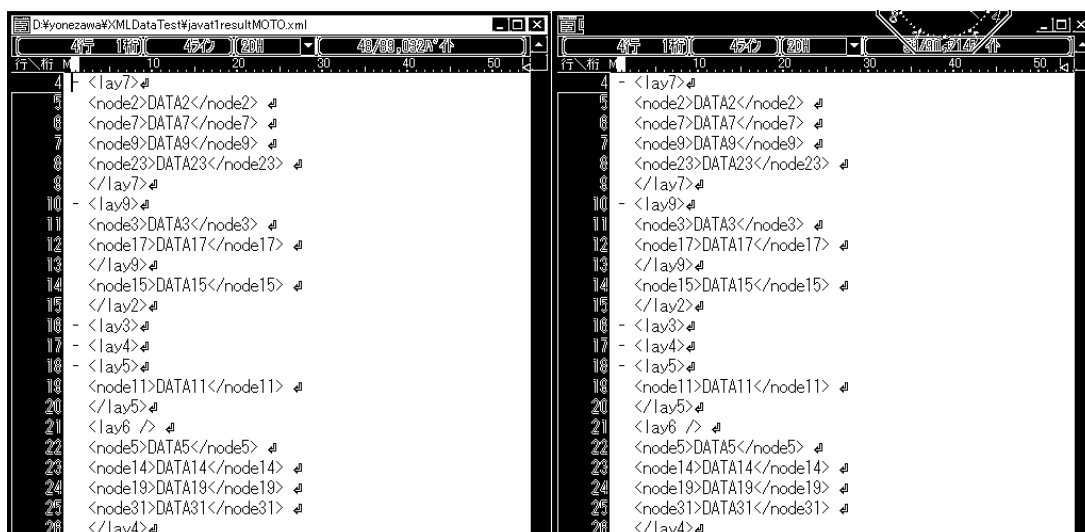 D:¥yonezawa¥XMLDataTest¥javat1resultMOTO.xml
4行 1桁 4ライン 20H
行＼桁 10 20 30 40 50
4 - <lay7>
5 <node2>DATA2</node2>
6 <node7>DATA7</node7>
7 <node9>DATA9</node9>
8 <node23>DATA23</node23>
9 </lay7>
10 - <lay9>
11 <node3>DATA3</node3>
12 <node17>DATA17</node17>
13 </lay9>
14 <node15>DATA15</node15>
15 </lay2>
16 - <lay3>
17 - <lay4>
18 - <lay5>
19 <node11>DATA11</node11>
20 </lay5>
21 <lay6 />
22 <node5>DATA5</node5>
23 <node14>DATA14</node14>
24 <node19>DATA19</node19>
25 <node31>DATA31</node31>
26 </lay4>
4行 1桁 4ライン 20H
行＼桁 10 20 30 40 50
4 - <lay7>
5 <node2>DATA2</node2>
6 <node7>DATA7</node7>
7 <node9>DATA9</node9>
8 <node23>DATA23</node23>
9 </lay7>
10 - <lay9>
11 <node3>DATA3</node3>
12 <node17>DATA17</node17>
13 </lay9>
14 <node15>DATA15</node15>
15 </lay2>
16 - <lay3>
17 - <lay4>
18 - <lay5>
19 <node11>DATA11</node11>
20 </lay5>
21 <lay6 />
22 <node5>DATA5</node5>
23 <node14>DATA14</node14>
24 <node19>DATA19</node19>
25 <node31>DATA31</node31>
26 </lay4>